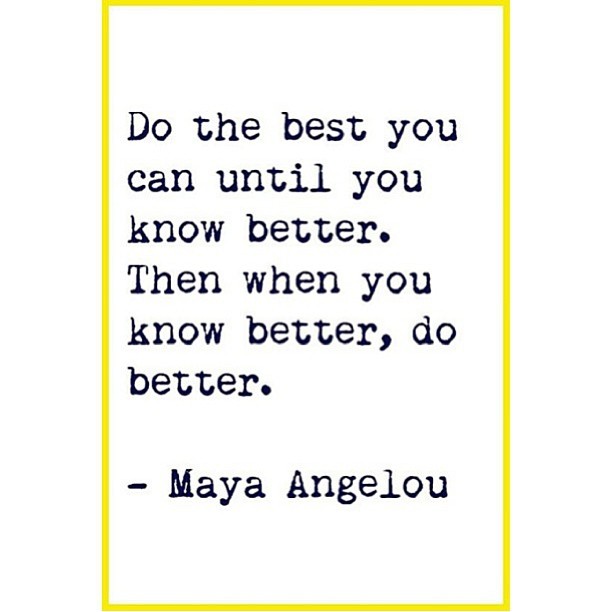 Do the best you
can until you
know better.
Then when you
know better, do
better.
- Maya Angelou